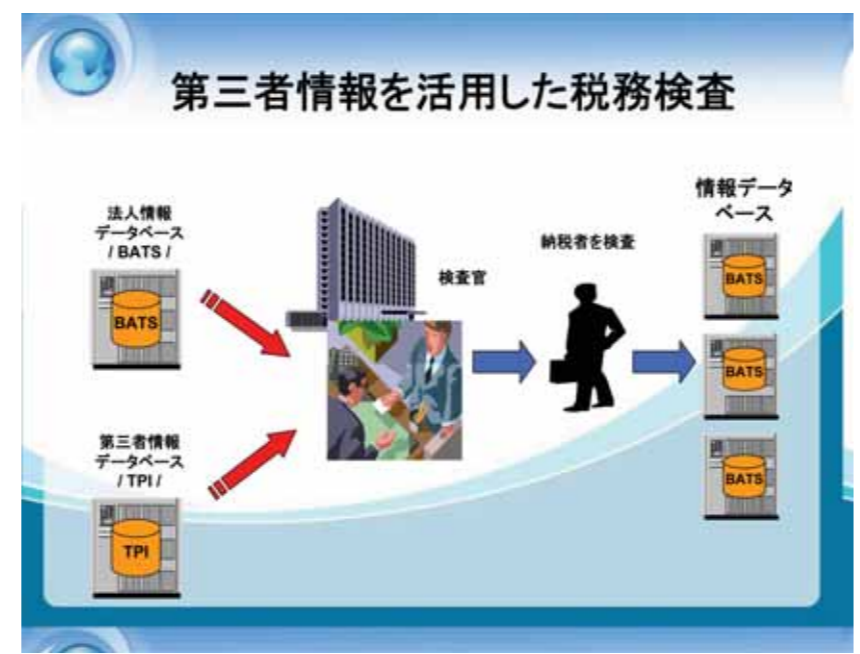 第三者情報を活用した税務検査
法人情報
データベース
/ BATS /
BATS
第三者情報
データベース
/ TPI /
TPI
検査官
納税者を検査
情報データ
ベース
BATS
BATS
BATS